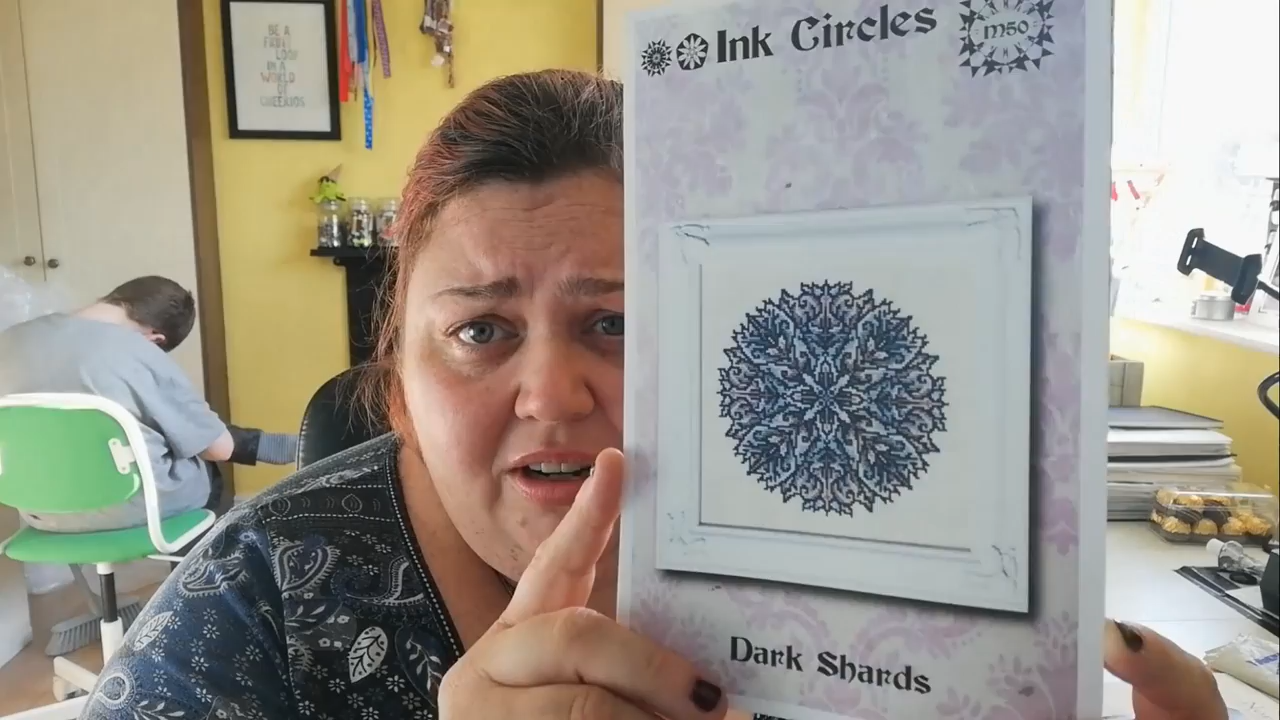 BE A
FRUIT
LOOP
IN A
WORLD
OF
CHEERIOS
Ink Circles
M50
Dark Shards